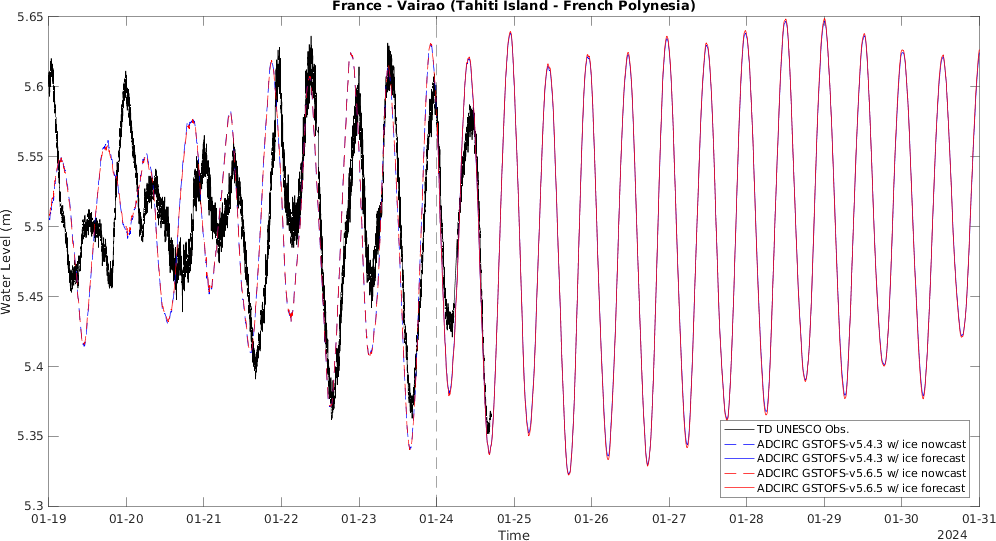 France - Vairao (Tahiti Island - French Polynesia)
5.65
5.6
5.55
5.5
5.45
5.4
5.35
5.3
Water Level (m)
TD UNESCO Obs.
ADCIRC GSTOFS-v5.4.3 w/ ice nowcast
ADCIRC GSTOFS-v5.4.3 w/ ice forecast
ADCIRC GSTOFS-v5.6.5 w/ ice nowcast
ADCIRC GSTOFS-v5.6.5 w/ ice forecast
01-19 01-20 01-21 01-22 01-23 01-24 01-25 01-26 01-27 01-28 01-29 01-30 01-31
Time
2024